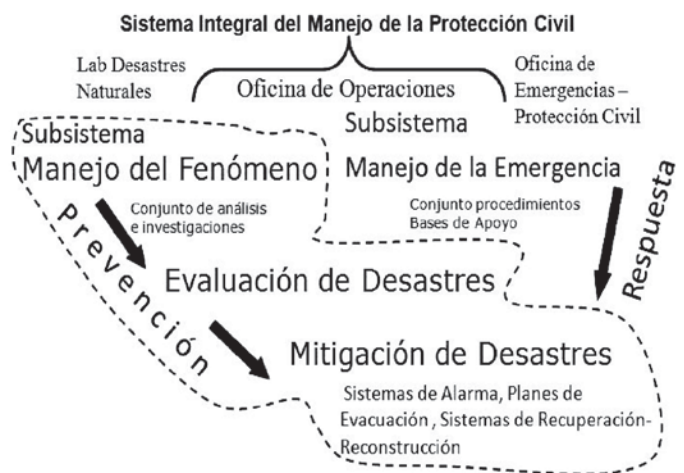 Sistema Integral del Manejo de la Protección Civil
Lab Desastres
Naturales
Oficina de Operaciones
Oficina de
Emergencias –
Protección Civil
Subsistema
Manejo del Fenómeno
Subsistema
Manejo de la Emergencia
Conjunto de análisis
e investigaciones
Conjunto procedimientos
Bases de Apoyo
Prevención
Respuesta
Evaluación de Desastres
Mitigación de Desastres
Sistemas de Alarma, Planes de
Evacuación , Sistemas de Recuperación-
Reconstrucción